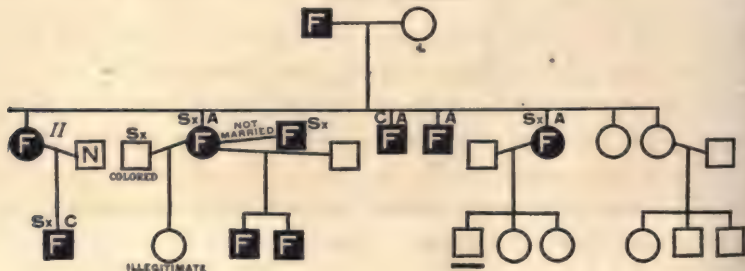 F
Sx A NOT MARRIED Sx C A A Sx A
F II N Sx F F F F F
COLORED
Sx C
F F F
ILLEGITIMATE